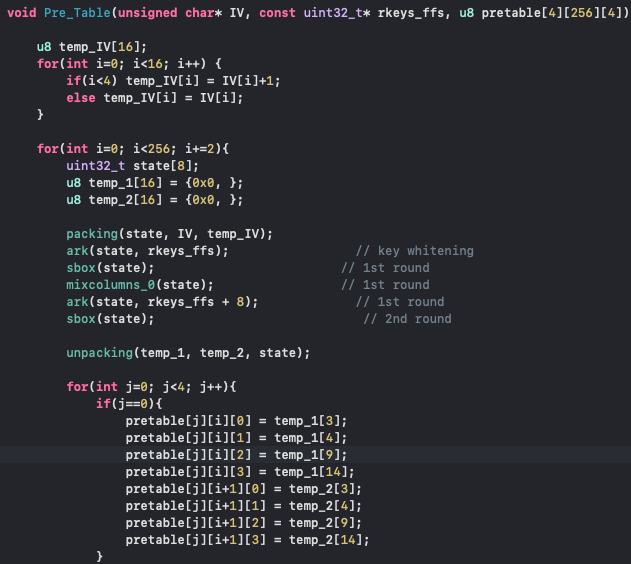 void Pre_Table(unsigned char* IV, const uint32_t* rkeys_ffs, u8 pretable[4][256][4])
u8 temp_IV[16];
for(int i=0; i<16; i++) {
if(i<4) temp_IV[i] = IV[i]+1;
else temp_IV[i] = IV[i];
}
for(int i=0; i<256; i+=2){
uint32_t state[8];
u8 temp_1[16] = {0x0, };
u8 temp_2[16] = {0x0, };
packing(state, IV, temp_IV);
ark(state, rkeys_ffs); // key whitening
sbox(state); // 1st round
mixcolumns_0(state); // 1st round
ark(state, rkeys_ffs + 8); // 1st round
sbox(state); // 2nd round
unpacking(temp_1, temp_2, state);
for(int j=0; j<4; j++){
if(j==0){
pretable[j][i][0] = temp_1[3];
pretable[j][i][1] = temp_1[4];
pretable[j][i][2] = temp_1[9];
pretable[j][i][3] = temp_1[14];
pretable[j][i+1][0] = temp_2[3];
pretable[j][i+1][1] = temp_2[4];
pretable[j][i+1][2] = temp_2[9];
pretable[j][i+1][3] = temp_2[14];
}